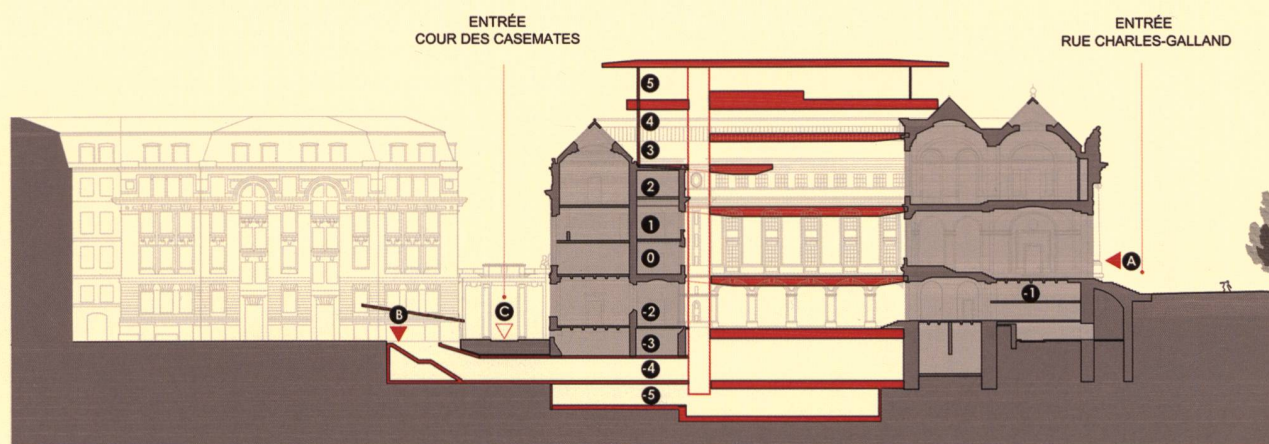 ENTRÉE
COUR DES CASEMATES
ENTRÉE
RUE CHARLES-GALLAND
5
4
3
2
1
0
A
-1
B
C
-2
-3
-4
-5